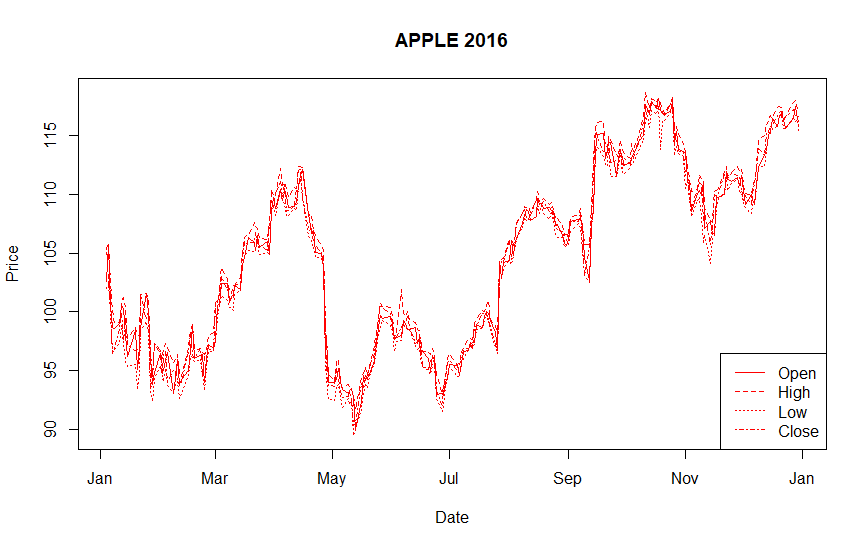 APPLE 2016
Price
115
110
105
100
95
90
Open
High
Low
Close
Jan
Mar
May
Jul
Sep
Nov
Jan
Date